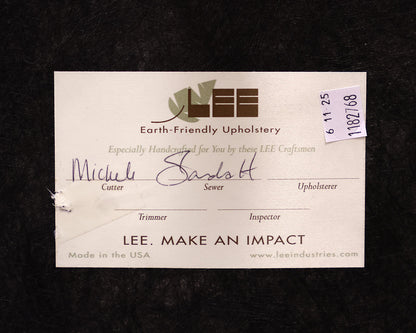 LEE
Earth-Friendly Upholstery
Especially Handcrafted for You by these LEE Craftsmen
Michele
Cutter Sewer Upholsterer
Trimmer Inspector
LEE. MAKE AN IMPACT
Made in the USA www.leeindustries.com
6 11 25
1182768